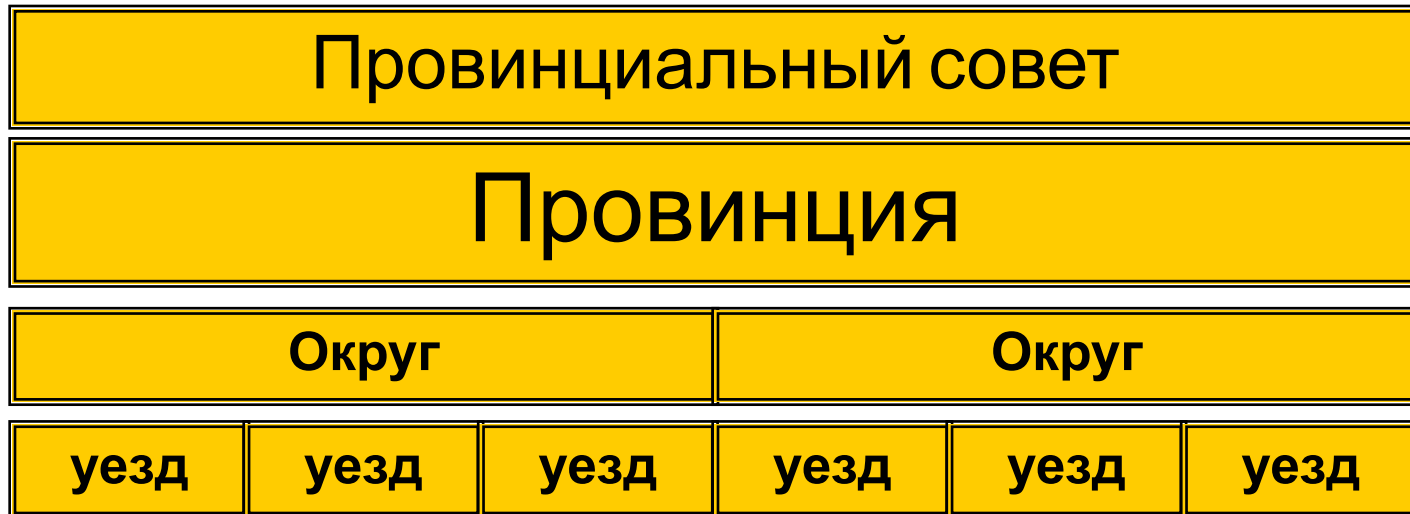 Провинциальный совет
Провинция
Округ Округ
уезд уезд уезд уезд уезд уезд